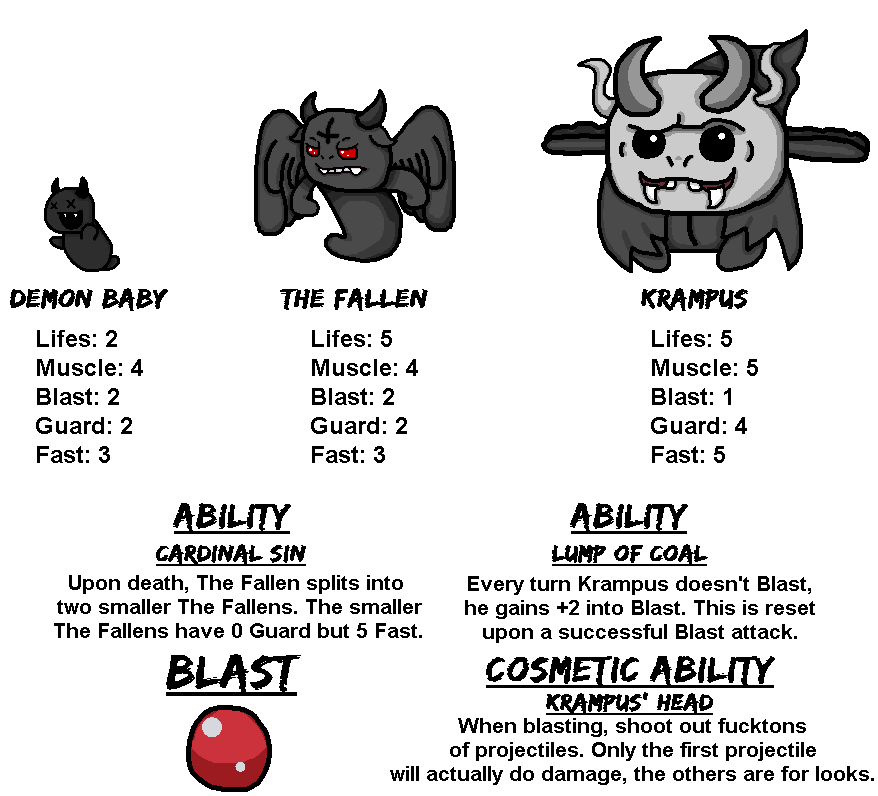 DEMON BABY
Lifes: 2
Muscle: 4
Blast: 2
Guard: 2
Fast: 3
THE FALLEN
Lifes: 5
Muscle: 4
Blast: 2
Guard: 2
Fast: 3
KRAMPUS
Lifes: 5
Muscle: 5
Blast: 1
Guard: 4
Fast: 5
ABILITY
CARDINAL SIN
Upon death, The Fallen splits into
two smaller The Fallens. The smaller
The Fallens have 0 Guard but 5 Fast.
BLAST
ABILITY
LUMP OF COAL
Every turn Krampus doesn't Blast,
he gains +2 into Blast. This is reset
upon a successful Blast attack.
COSMETIC ABILITY
KRAMPUS' HEAD
When blasting, shoot out fucktons
of projectiles. Only the first projectile
will actually do damage, the others are for looks.